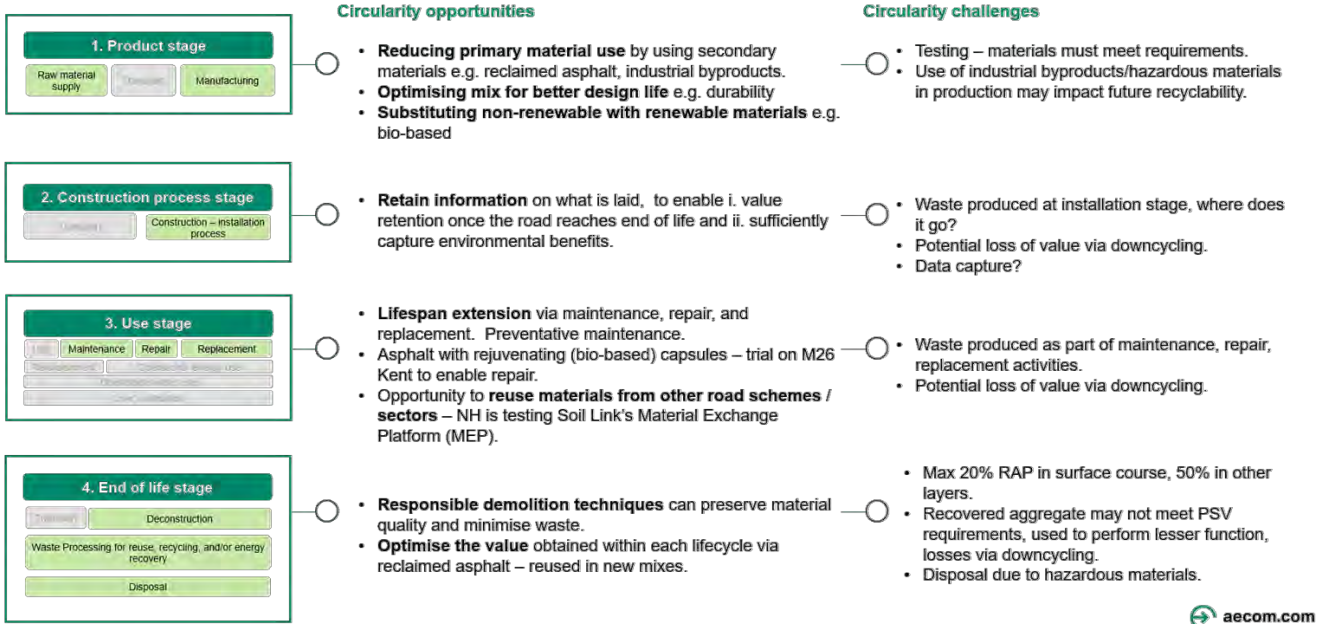 Circularity opportunities
Circularity challenges
1. Product stage
Raw material
supply
Manufacturing
• Reducing primary material use by using secondary
materials e.g. reclaimed asphalt, industrial byproducts.
• Optimising mix for better design life e.g. durability
• Substituting non-renewable with renewable materials e.g.
bio-based
• Testing – materials must meet requirements.
• Use of industrial byproducts/hazardous materials
in production may impact future recyclability.
2. Construction process stage
Construction – installation
process
• Retain information on what is laid, to enable i. value
retention once the road reaches end of life and ii. sufficiently
capture environmental benefits.
• Waste produced at installation stage, where does
it go?
• Potential loss of value via downcycling.
• Data capture?
3. Use stage
Maintenance
Repair
Replacement
• Lifespan extension via maintenance, repair, and
replacement. Preventative maintenance.
• Asphalt with rejuvenating (bio-based) capsules – trial on M26
Kent to enable repair.
• Opportunity to reuse materials from other road schemes /
sectors – NH is testing Soil Link's Material Exchange
Platform (MEP).
• Waste produced as part of maintenance, repair,
replacement activities.
• Potential loss of value via downcycling.
4. End of life stage
Deconstruction
Waste Processing for reuse, recycling, and/or energy
recovery
Disposal
• Responsible demolition techniques can preserve material
quality and minimise waste.
• Optimise the value obtained within each lifecycle via
reclaimed asphalt – reused in new mixes.
• Max 20% RAP in surface course, 50% in other
layers.
• Recovered aggregate may not meet PSV
requirements, used to perform lesser function,
losses via downcycling.
• Disposal due to hazardous materials.
aecom.com